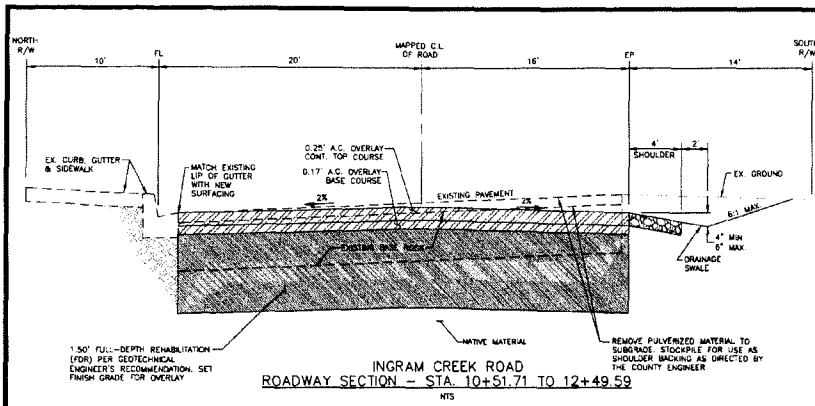 NORTH
R/W
FL
MAPPED C.L.
OF ROAD
EP
SOUTH
R/W
10'
20'
16'
14'
4'
2'
SHOULDER
EX. CURB, GUTTER
& SIDEWALK
MATCH EXISTING
LIP OF GUTTER
WITH NEW
SURFACING
0.25' A.C. OVERLAY
CONT. TOP COURSE
0.17' A.C. OVERLAY
BASE COURSE
2%
EXISTING PAVEMENT
2%
EX. GROUND
6:1 MAX.
EXISTING BASE ROCK
4" MIN
6" MAX.
DRAINAGE
SWALE
1.50' FULL-DEPTH REHABILITATION
(FDR) PER GEOTECHNICAL
ENGINEER'S RECOMMENDATION. SET
FINISH GRADE FOR OVERLAY
NATIVE MATERIAL
REMOVE PULVERIZED MATERIAL TO
SUBGRADE. STOCKPILE FOR USE AS
SHOULDER BACKING AS DIRECTED BY
THE COUNTY ENGINEER
INGRAM CREEK ROAD
ROADWAY SECTION - STA. 10+51.71 TO 12+49.59
NTS